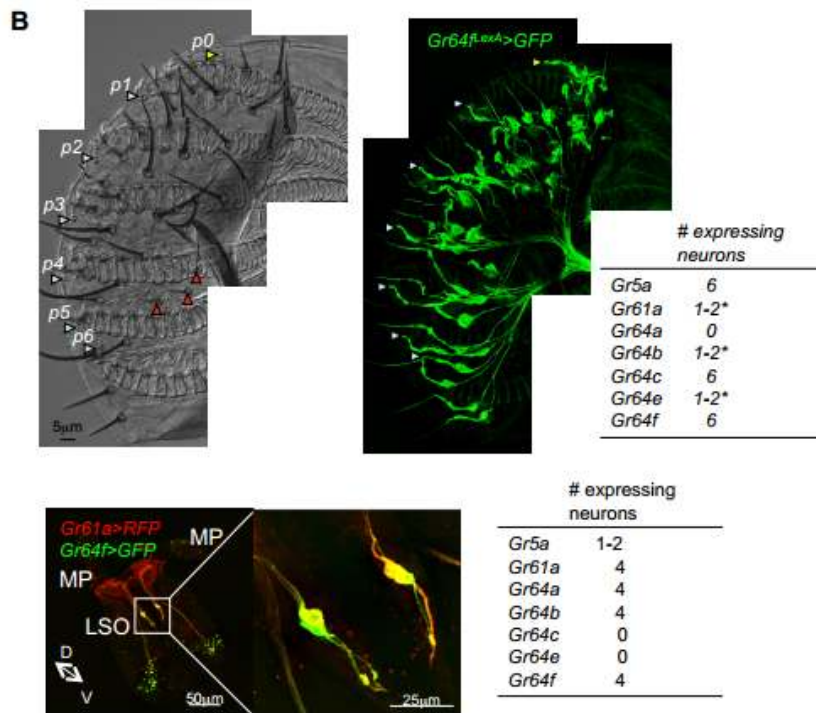 B
p0
p1
p2
p3
p4
p5
p6
5µm
Gr64fLexA>GFP
# expressing
neurons
Gr5a 6
Gr61a 1-2*
Gr64a 0
Gr64b 1-2*
Gr64c 6
Gr64e 1-2*
Gr64f 6
Gr61a>RFP
Gr64f>GFP
MP
MP
LSO
D
V
50µm
25µm
# expressing
neurons
Gr5a 1-2
Gr61a 4
Gr64a 4
Gr64b 4
Gr64c 0
Gr64e 0
Gr64f 4